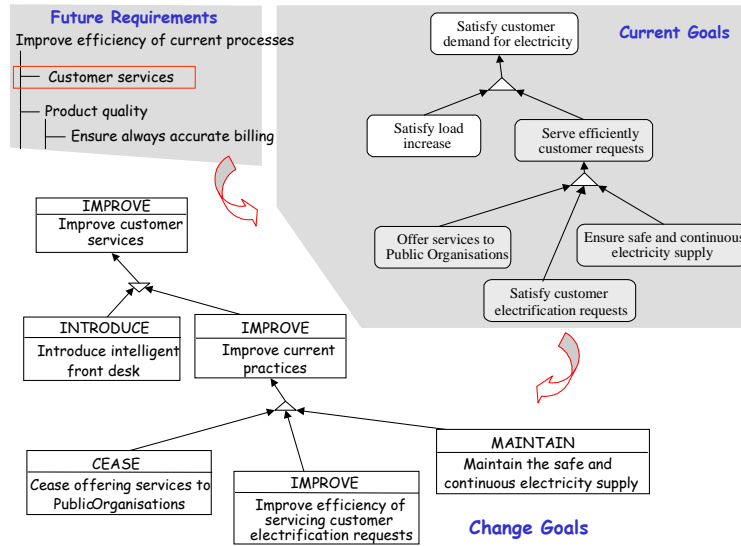 Future Requirements
Improve efficiency of current processes
Customer services
Product quality
Ensure always accurate billing
Current Goals
Satisfy customer
demand for electricity
Satisfy load
increase
Serve efficiently
customer requests
Offer services to
Public Organisations
Ensure safe and continuous
electricity supply
Satisfy customer
electrification requests
IMPROVE
Improve customer
services
INTRODUCE
Introduce intelligent
front desk
IMPROVE
Improve current
practices
CEASE
Cease offering services to
PublicOrganisations
IMPROVE
Improve efficiency of
servicing customer
electrification requests
MAINTAIN
Maintain the safe and
continuous electricity supply
Change Goals